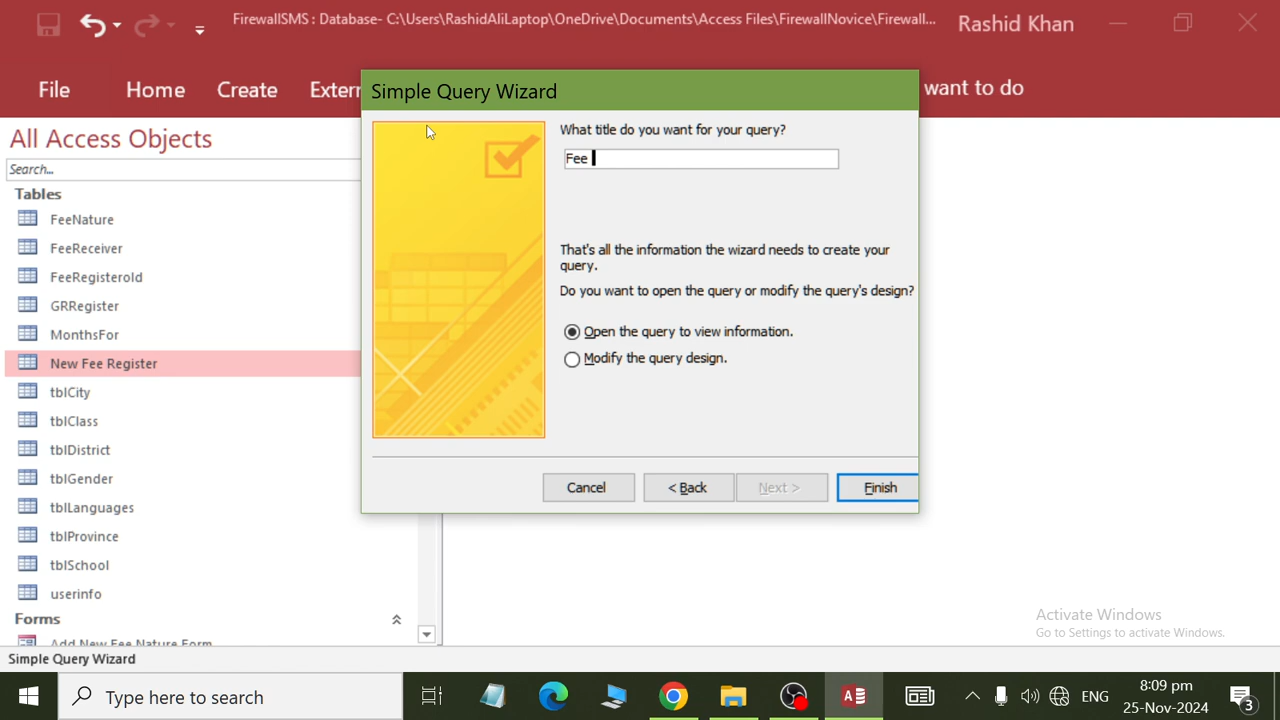 FirewallSMS : Database- C:\Users\RashidAliLaptop\OneDrive\Documents\Access Files\FirewallNovice\Firewall...
Rashid Khan
File
Home
Create
Extern
want to do
All Access Objects
Search...
Tables
FeeNature
FeeReceiver
FeeRegisterold
GRRegister
MonthsFor
New Fee Register
tblCity
tblClass
tblDistrict
tblGender
tblLanguages
tblProvince
tblSchool
userinfo
Forms
Add New Fee Nature Form
Simple Query Wizard
What title do you want for your query?
Fee
That's all the information the wizard needs to create your
query.
Do you want to open the query or modify the query's design?
Open the query to view information.
Modify the query design.
Cancel
< Back
Next >
Finish
Activate Windows
Go to Settings to activate Windows.
Simple Query Wizard
Type here to search
ENG
8:09 pm
25-Nov-2024
3